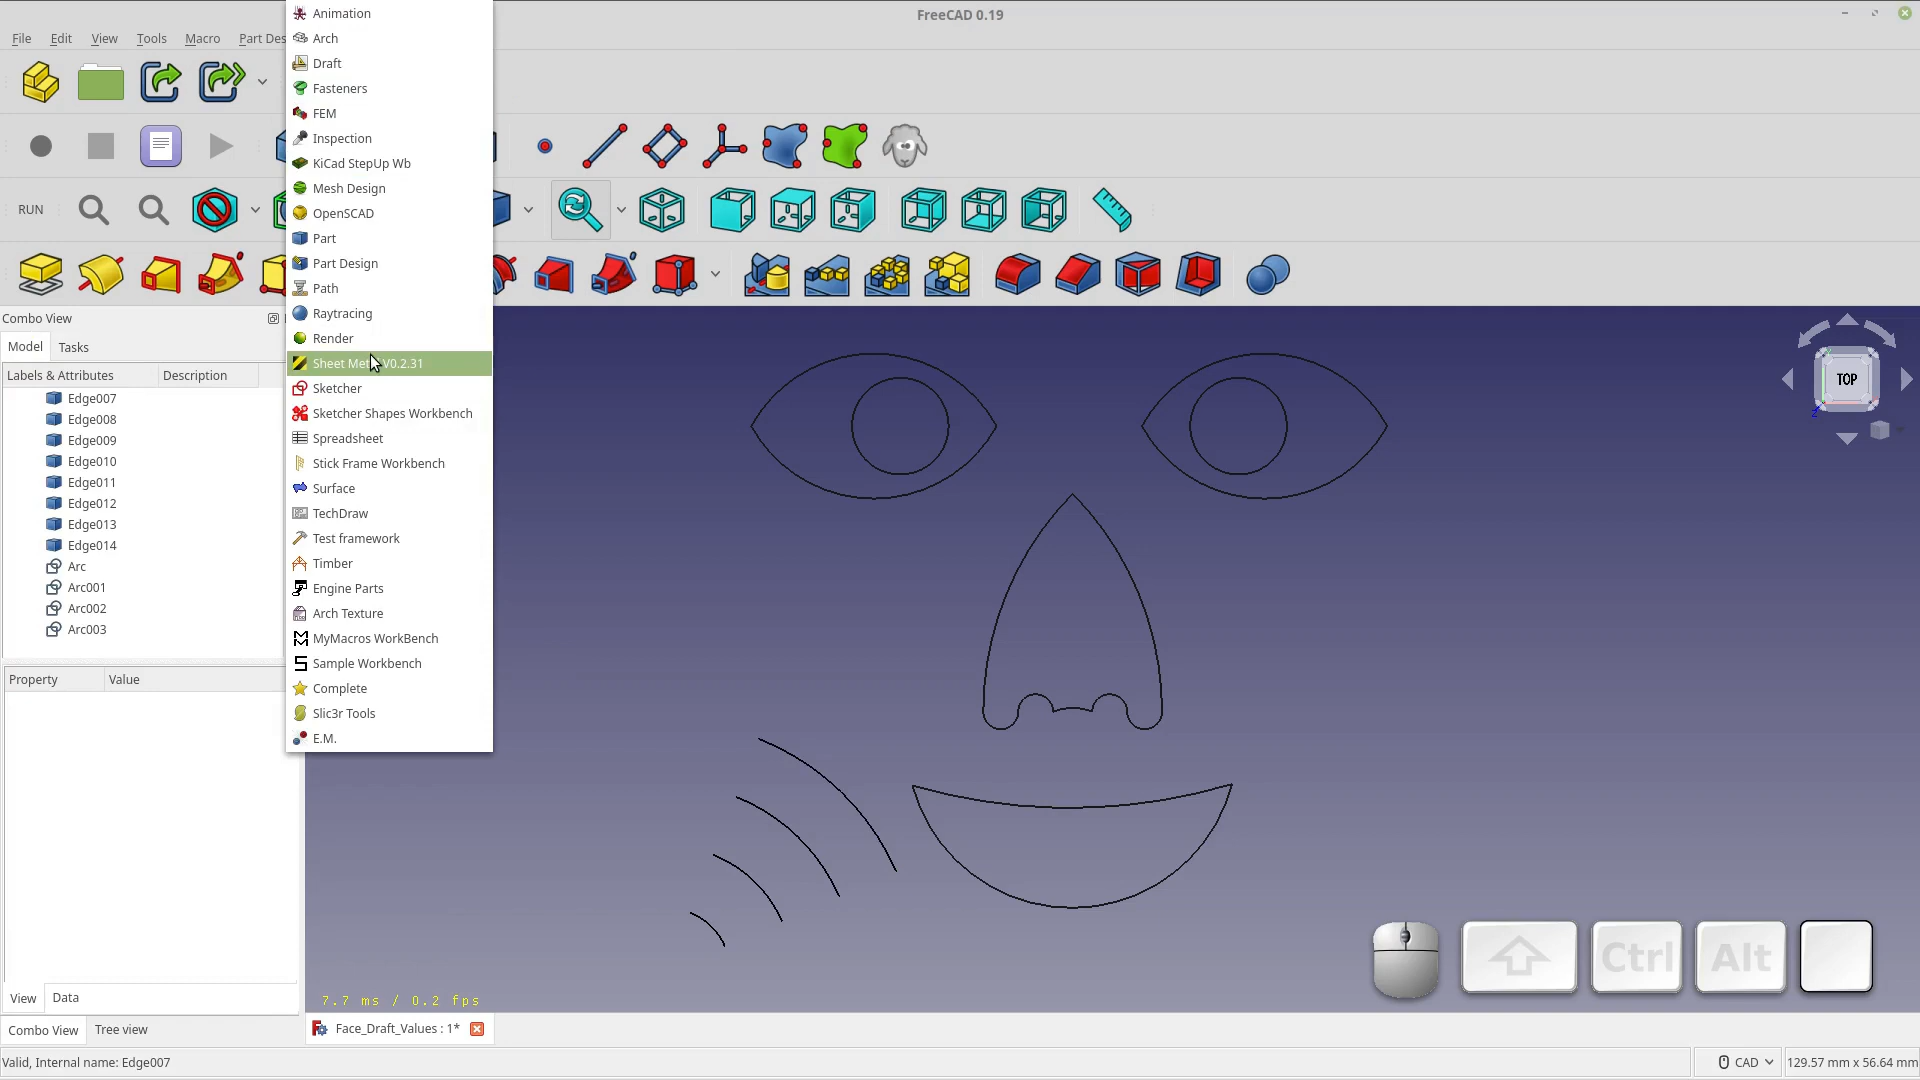 FreeCAD 0.19
File Edit View Tools Macro Part Des
Animation
Arch
Draft
Fasteners
FEM
Inspection
KiCad StepUp Wb
Mesh Design
OpenSCAD
Part
Part Design
Path
Raytracing
Render
Sheet Met V0.2.31
Sketcher
Sketcher Shapes Workbench
Spreadsheet
Stick Frame Workbench
Surface
TechDraw
Test framework
Timber
Engine Parts
Arch Texture
MyMacros WorkBench
Sample Workbench
Complete
Slic3r Tools
E.M.
RUN
Combo View
Model Tasks
Labels & Attributes Description
Edge007
Edge008
Edge009
Edge010
Edge011
Edge012
Edge013
Edge014
Arc
Arc001
Arc002
Arc003
Property Value
View Data
Combo View Tree view
TOP
Z
7.7 ms / 0.2 fps
Ctrl Alt
Face_Draft_Values : 1*
Valid, Internal name: Edge007
CAD
129.57 mm x 56.64 mm